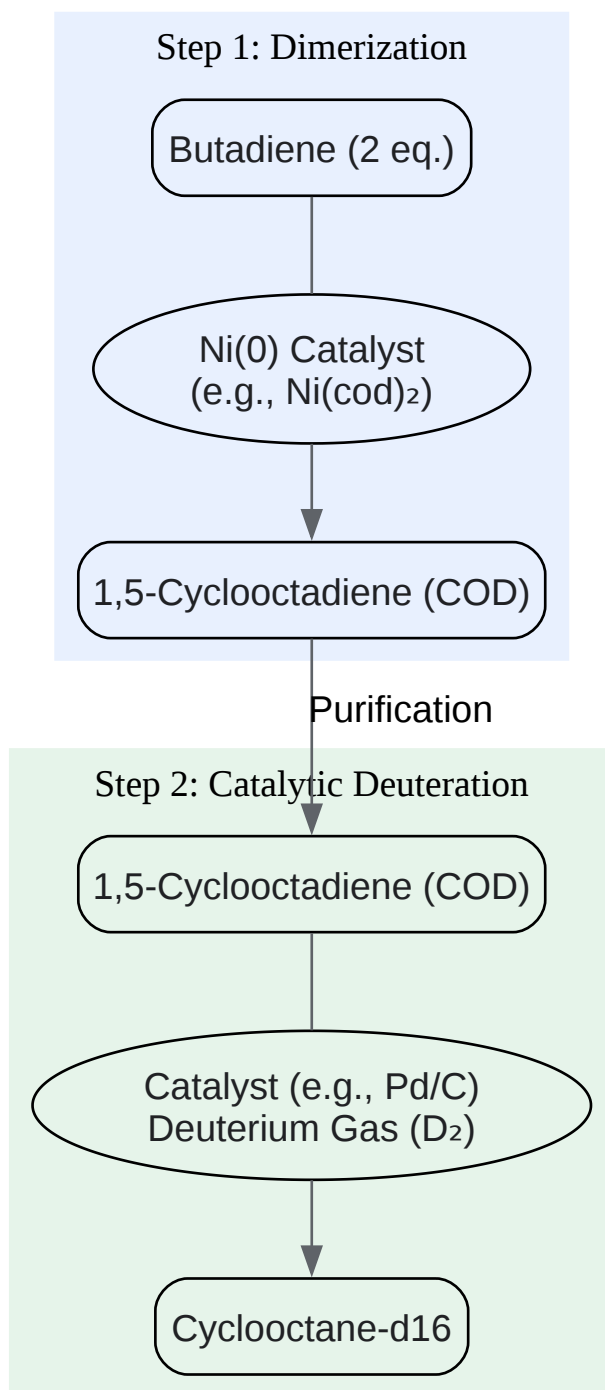 Step 1: Dimerization
Butadiene (2 eq.)
Ni(0) Catalyst
(e.g., Ni(cod)₂)
1,5-Cyclooctadiene (COD)
Purification
Step 2: Catalytic Deuteration
1,5-Cyclooctadiene (COD)
Catalyst (e.g., Pd/C)
Deuterium Gas (D₂)
Cyclooctane-d16